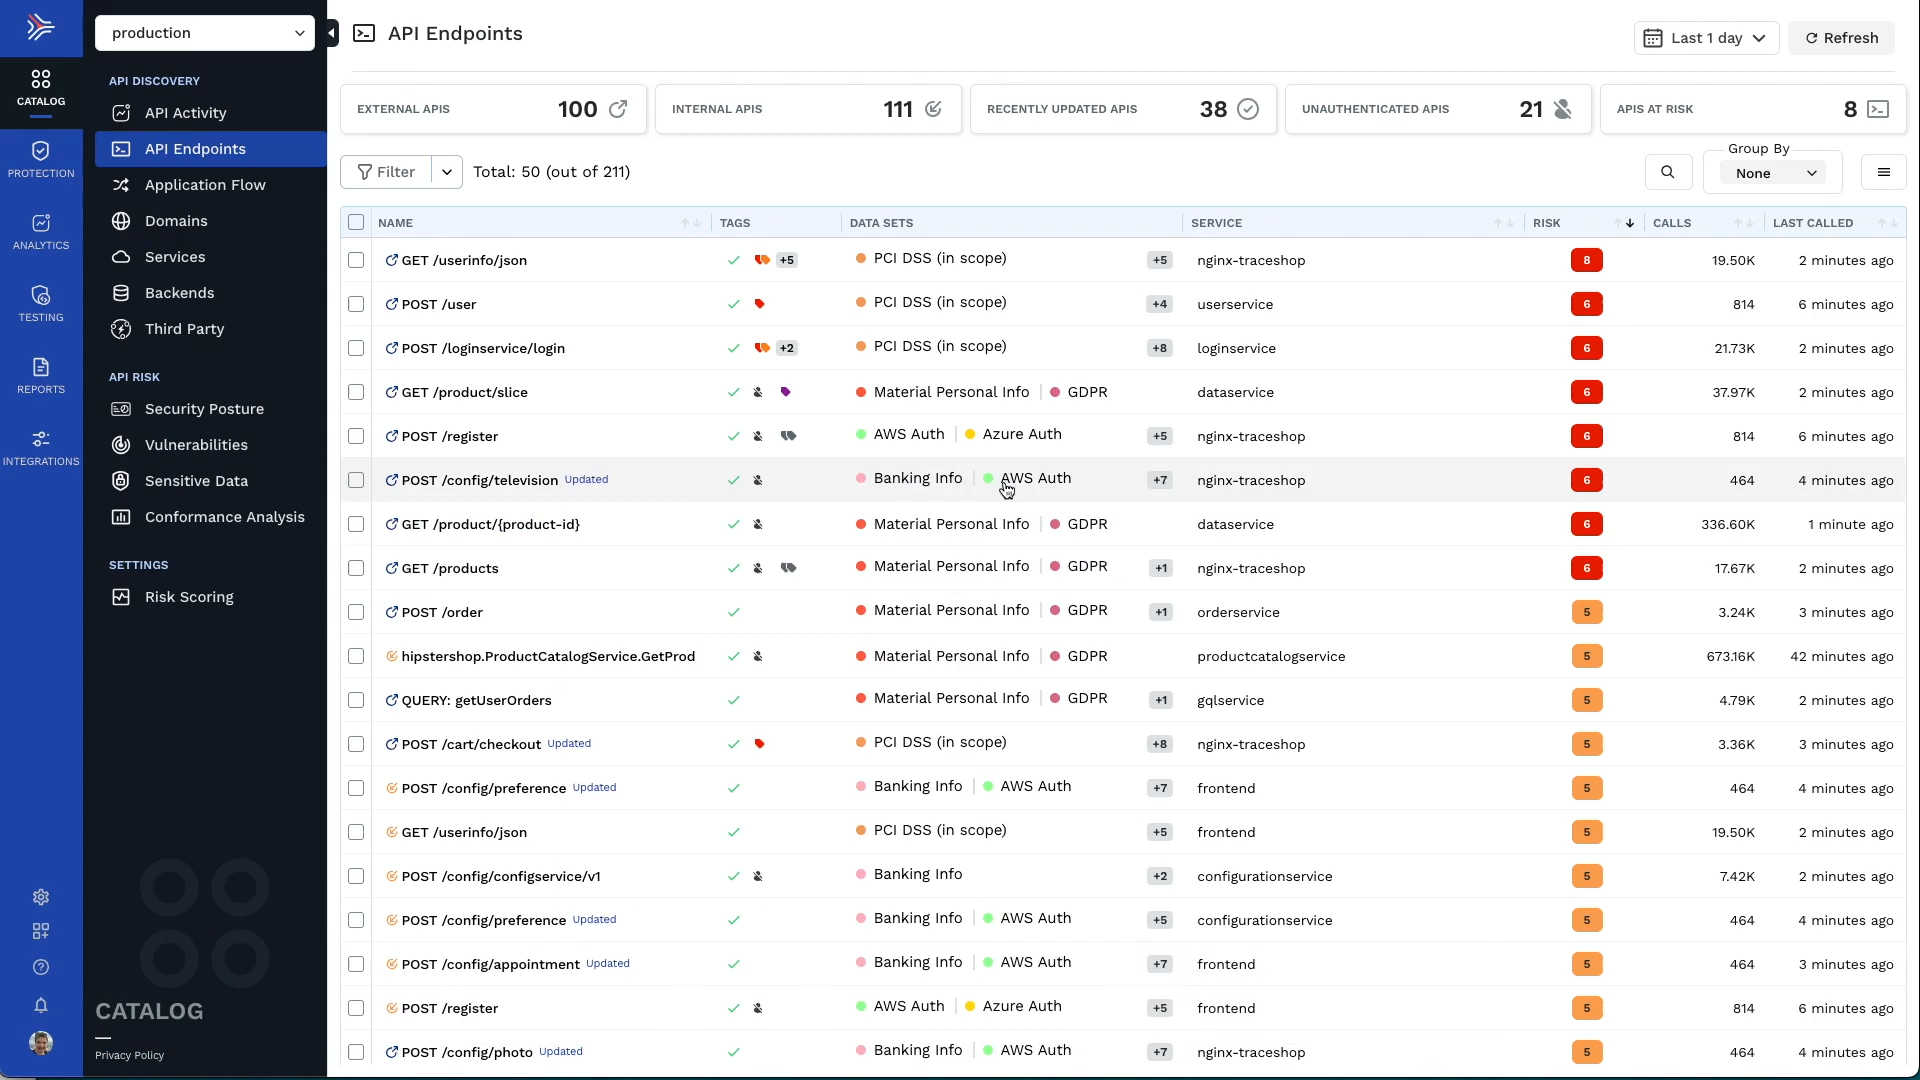 production
API Endpoints
Last 1 day
Refresh
CATALOG
PROTECTION
ANALYTICS
TESTING
REPORTS
INTEGRATIONS
API DISCOVERY
API Activity
API Endpoints
Application Flow
Domains
Services
Backends
Third Party
API RISK
Security Posture
Vulnerabilities
Sensitive Data
Conformance Analysis
SETTINGS
Risk Scoring
CATALOG
Privacy Policy
EXTERNAL APIS 100
INTERNAL APIS 111
RECENTLY UPDATED APIS 38
UNAUTHENTICATED APIS 21
APIS AT RISK 8
Filter Total: 50 (out of 211)
Group By
None
NAME TAGS DATA SETS SERVICE RISK CALLS LAST CALLED
GET /userinfo/json +5 PCI DSS (in scope) +5 nginx-traceshop 8 19.50K 2 minutes ago
POST /user PCI DSS (in scope) +4 userservice 6 814 6 minutes ago
POST /loginservice/login +2 PCI DSS (in scope) +8 loginservice 6 21.73K 2 minutes ago
GET /product/slice Material Personal Info GDPR dataservice 6 37.97K 2 minutes ago
POST /register AWS Auth Azure Auth +5 nginx-traceshop 6 814 6 minutes ago
POST /config/television Updated Banking Info AWS Auth +7 nginx-traceshop 6 464 4 minutes ago
GET /product/{product-id} Material Personal Info GDPR dataservice 6 336.60K 1 minute ago
GET /products Material Personal Info GDPR +1 nginx-traceshop 6 17.67K 2 minutes ago
POST /order Material Personal Info GDPR +1 orderservice 5 3.24K 3 minutes ago
hipstershop.ProductCatalogService.GetProd Material Personal Info GDPR productcatalogservice 5 673.16K 42 minutes ago
QUERY: getUserOrders Material Personal Info GDPR +1 gqlservice 5 4.79K 2 minutes ago
POST /cart/checkout Updated PCI DSS (in scope) +8 nginx-traceshop 5 3.36K 3 minutes ago
POST /config/preference Updated Banking Info AWS Auth +7 frontend 5 464 4 minutes ago
GET /userinfo/json PCI DSS (in scope) +5 frontend 5 19.50K 2 minutes ago
POST /config/configservice/v1 Banking Info +2 configurationservice 5 7.42K 2 minutes ago
POST /config/preference Updated Banking Info AWS Auth +5 configurationservice 5 464 4 minutes ago
POST /config/appointment Updated Banking Info AWS Auth +7 frontend 5 464 3 minutes ago
POST /register AWS Auth Azure Auth +5 frontend 5 814 6 minutes ago
POST /config/photo Updated Banking Info AWS Auth +7 nginx-traceshop 5 464 4 minutes ago